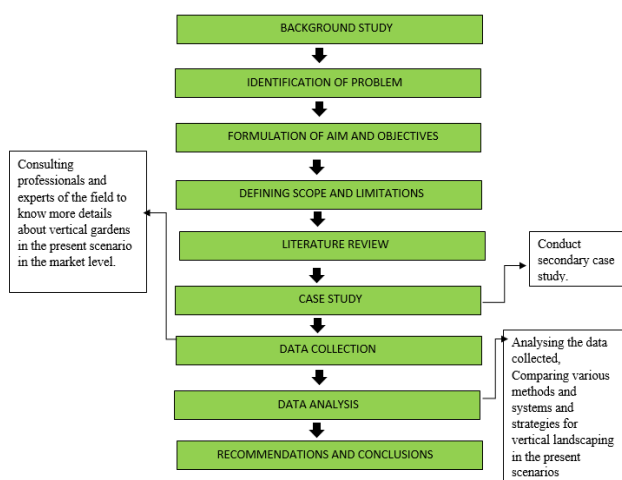 BACKGROUND STUDY
IDENTIFICATION OF PROBLEM
FORMULATION OF AIM AND OBJECTIVES
Consulting
professionals and
experts of the field to
know more details
about vertical gardens
in the present scenario
in the market level.
DEFINING SCOPE AND LIMITATIONS
LITERATURE REVIEW
Conduct
secondary case
study.
CASE STUDY
DATA COLLECTION
Analysing the data
collected,
Comparing various
methods and
systems and
strategies for
vertical landscaping
in the present
scenarios
DATA ANALYSIS
RECOMMENDATIONS AND CONCLUSIONS